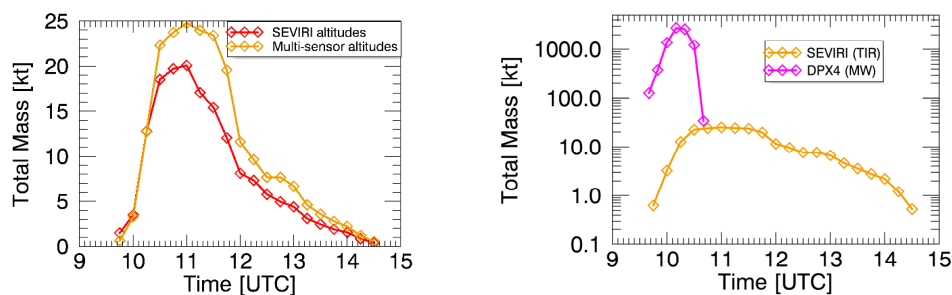 SEVIRI altitudes
Multi-sensor altitudes
Total Mass [kt]
25
20
15
10
5
0
10 11 12 13 14 15
Time [UTC]
SEVIRI (TIR)
DPX4 (MW)
Total Mass [kt]
1000.0
100.0
10.0
1.0
0.1
9 10 11 12 13 14 15
Time [UTC]